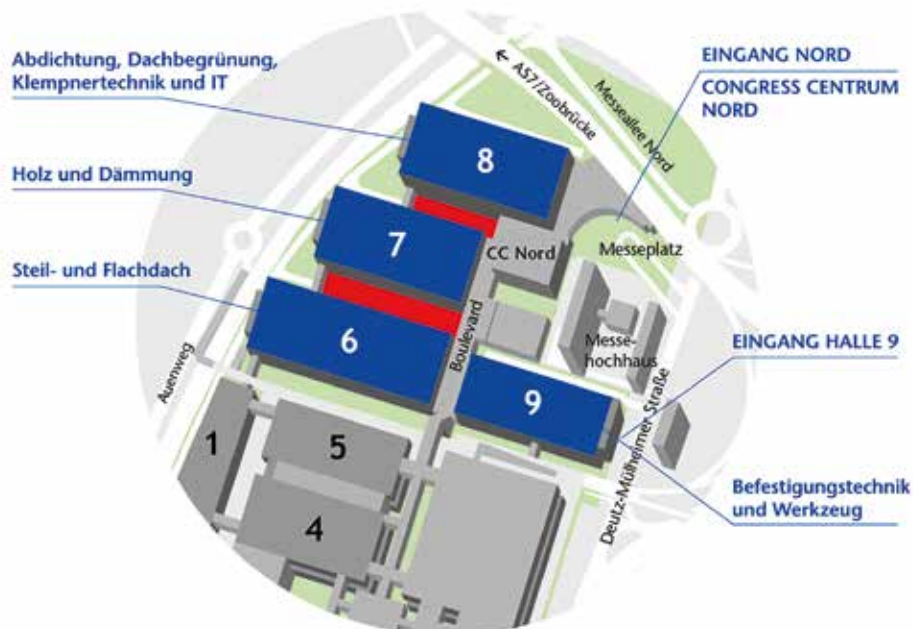 Abdichtung, Dachbegrünung,
Klempnertechnik und IT
Holz und Dämmung
Steil- und Flachdach
EINGANG NORD
CONGRESS CENTRUM
NORD
← A57/Zoobrücke
Messeallee Nord
8
7
CC Nord
Messeplatz
6
Boulevard
Messe-
hochhaus
EINGANG HALLE 9
9
Auenweg
Deutz-Mülheimer Straße
1
5
4
Befestigungstechnik
und Werkzeug